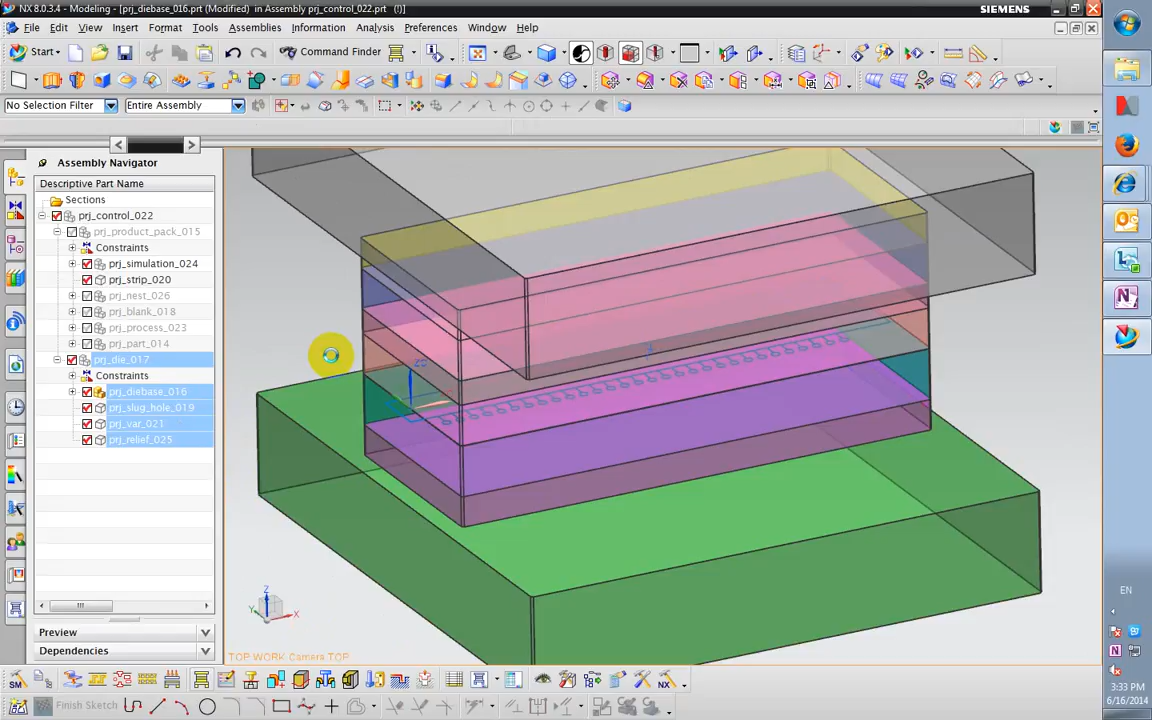 NX 8.0.3.4 - Modeling - [prj_diebase_016.prt (Modified) in Assembly prj_control_022.prt (!)]
SIEMENS
File Edit View Insert Format Tools Assemblies Information Analysis Preferences Window Help
Start
Command Finder
No Selection Filter
Entire Assembly
Assembly Navigator
Descriptive Part Name
Sections
prj_control_022
prj_product_pack_015
Constraints
prj_simulation_024
prj_strip_020
prj_nest_026
prj_blank_018
prj_process_023
prj_part_014
prj_die_017
Constraints
prj_diebase_016
prj_slug_hole_019
prj_var_021
prj_relief_025
Z
Y
X
Preview
Dependencies
TOP WORK Camera TOP
EN
Finish Sketch
3:33 PM
6/16/2014